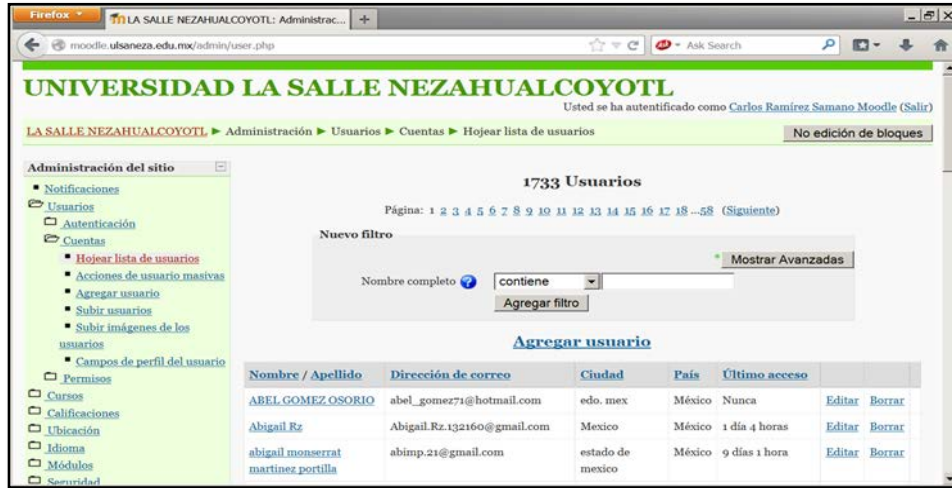 Firefox
LA SALLE NEZAHUALCOYOTL: Administrac...
moodle.ulsaneza.edu.mx/admin/user.php
Ask Search
UNIVERSIDAD LA SALLE NEZAHUALCOYOTL
Usted se ha autentificado como Carlos Ramírez Samano Moodle (Salir)
LA SALLE NEZAHUALCOYOTL ► Administración ► Usuarios ► Cuentas ► Hojear lista de usuarios
No edición de bloques
Administración del sitio
Notificaciones
Usuarios
Autenticación
Cuentas
Hojear lista de usuarios
Acciones de usuario masivas
Agregar usuario
Subir usuarios
Subir imágenes de los
usuarios
Campos de perfil del usuario
Permisos
Cursos
Calificaciones
Ubicación
Idioma
Módulos
Seguridad
1733 Usuarios
Página: 1 2 3 4 5 6 7 8 9 10 11 12 13 14 15 16 17 18 ...58 (Siguiente)
Nuevo filtro
* Mostrar Avanzadas
Nombre completo ? contiene
Agregar filtro
Agregar usuario
Nombre / Apellido Dirección de correo Ciudad País Último acceso
ABEL GOMEZ OSORIO abel_gomez71@hotmail.com edo. mex México Nunca Editar Borrar
Abigail Rz Abigail.Rz.132160@gmail.com Mexico México 1 día 4 horas Editar Borrar
abigail monserrat abimp.21@gmail.com estado de México 9 días 1 hora Editar Borrar
martinez portilla mexico